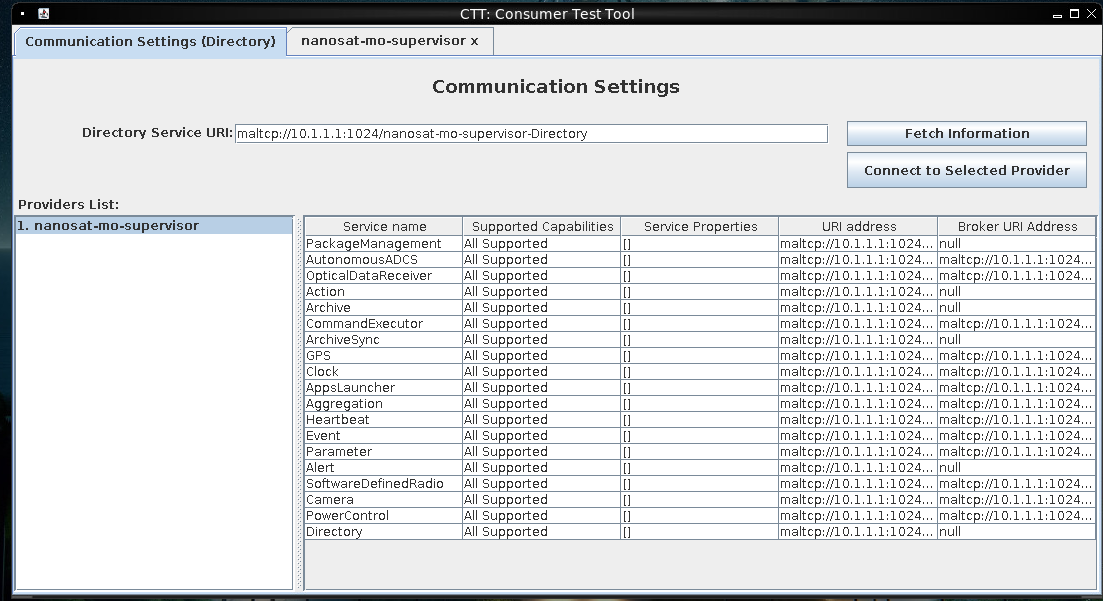 CTT: Consumer Test Tool
Communication Settings (Directory) nanosat-mo-supervisor x
Communication Settings
Directory Service URI: maltcp://10.1.1.1:1024/nanosat-mo-supervisor-Directory Fetch Information
Connect to Selected Provider
Providers List:
1. nanosat-mo-supervisor
Service name Supported Capabilities Service Properties URI address Broker URI Address
PackageManagement All Supported [] maltcp://10.1.1.1:1024... null
AutonomousADCS All Supported [] maltcp://10.1.1.1:1024... maltcp://10.1.1.1:1024...
OpticalDataReceiver All Supported [] maltcp://10.1.1.1:1024... maltcp://10.1.1.1:1024...
Action All Supported [] maltcp://10.1.1.1:1024... null
Archive All Supported [] maltcp://10.1.1.1:1024... null
CommandExecutor All Supported [] maltcp://10.1.1.1:1024... maltcp://10.1.1.1:1024...
ArchiveSync All Supported [] maltcp://10.1.1.1:1024... null
GPS All Supported [] maltcp://10.1.1.1:1024... maltcp://10.1.1.1:1024...
Clock All Supported [] maltcp://10.1.1.1:1024... maltcp://10.1.1.1:1024...
AppsLauncher All Supported [] maltcp://10.1.1.1:1024... maltcp://10.1.1.1:1024...
Aggregation All Supported [] maltcp://10.1.1.1:1024... maltcp://10.1.1.1:1024...
Heartbeat All Supported [] maltcp://10.1.1.1:1024... maltcp://10.1.1.1:1024...
Event All Supported [] maltcp://10.1.1.1:1024... maltcp://10.1.1.1:1024...
Parameter All Supported [] maltcp://10.1.1.1:1024... maltcp://10.1.1.1:1024...
Alert All Supported [] maltcp://10.1.1.1:1024... null
SoftwareDefinedRadio All Supported [] maltcp://10.1.1.1:1024... maltcp://10.1.1.1:1024...
Camera All Supported [] maltcp://10.1.1.1:1024... maltcp://10.1.1.1:1024...
PowerControl All Supported [] maltcp://10.1.1.1:1024... maltcp://10.1.1.1:1024...
Directory All Supported [] maltcp://10.1.1.1:1024... null